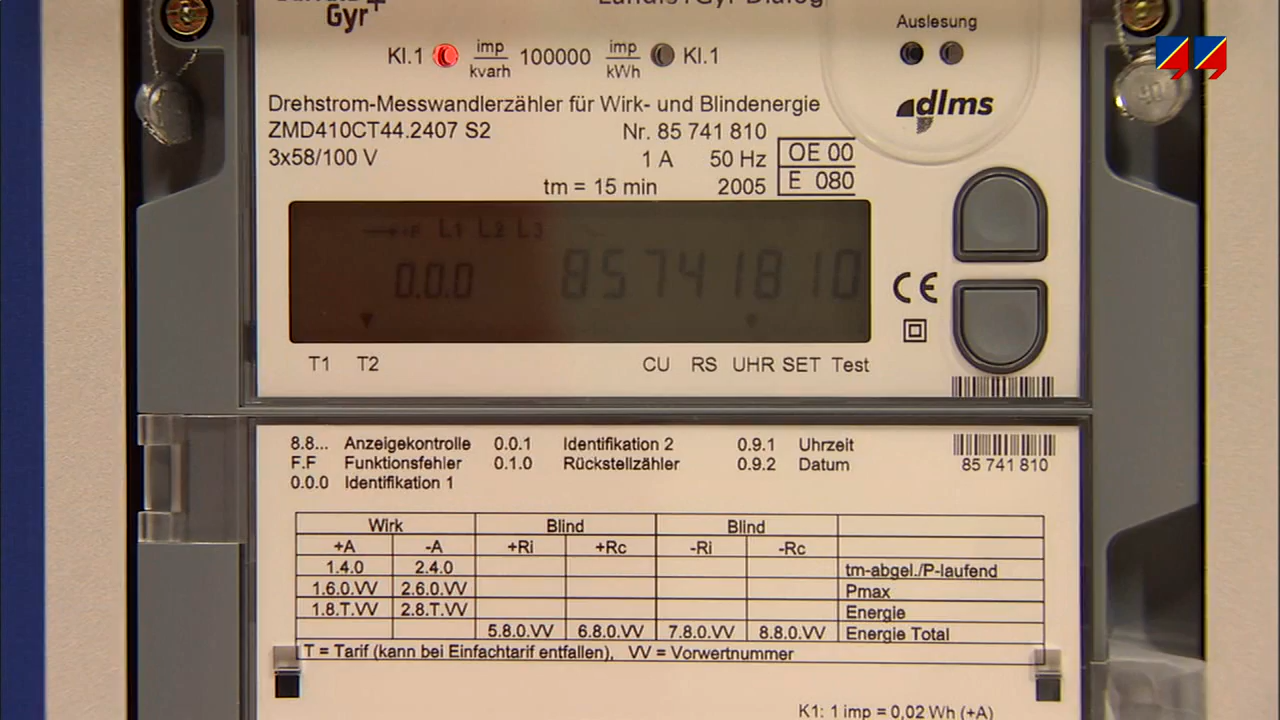 Gyr+
Landis+Gyr Dialog
Auslesung
Kl.1 imp/kvarh 100000 imp/kWh Kl.1
dlms
Drehstrom-Messwandlerzähler für Wirk- und Blindenergie
ZMD410CT44.2407 S2 Nr. 85 741 810
3x58/100 V 1 A 50 Hz OE 00
tm = 15 min 2005 E 080
P L1 L2 L3
0.0.0 85741810
CE
T1 T2 CU RS UHR SET Test
8.8... Anzeigekontrolle 0.0.1 Identifikation 2 0.9.1 Uhrzeit
F.F Funktionsfehler 0.1.0 Rückstellzähler 0.9.2 Datum
0.0.0 Identifikation 1
85 741 810
Wirk Blind Blind
+A -A +Ri +Rc -Ri -Rc
1.4.0 2.4.0 tm-abgel./P-laufend
1.6.0.VV 2.6.0.VV Pmax
1.8.T.VV 2.8.T.VV Energie
5.8.0.VV 6.8.0.VV 7.8.0.VV 8.8.0.VV Energie Total
T = Tarif (kann bei Einfachtarif entfallen), VV = Vorwertnummer
K1: 1 imp = 0,02 Wh (+A)